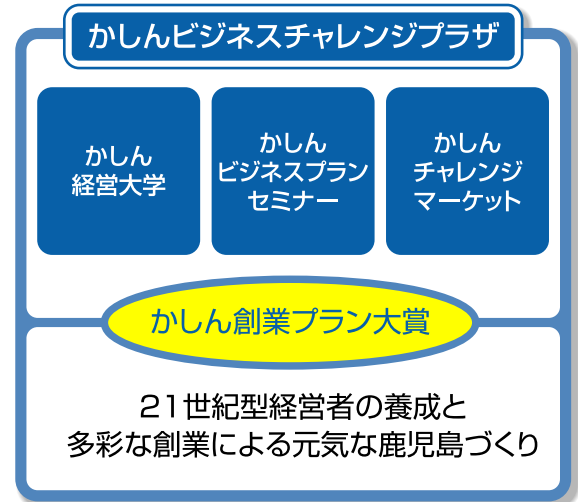 かしんビジネスチャレンジプラザ
かしん
経営大学
かしん
ビジネスプラン
セミナー
かしん
チャレンジ
マーケット
かしん創業プラン大賞
21世紀型経営者の養成と
多彩な創業による元気な鹿児島づくり